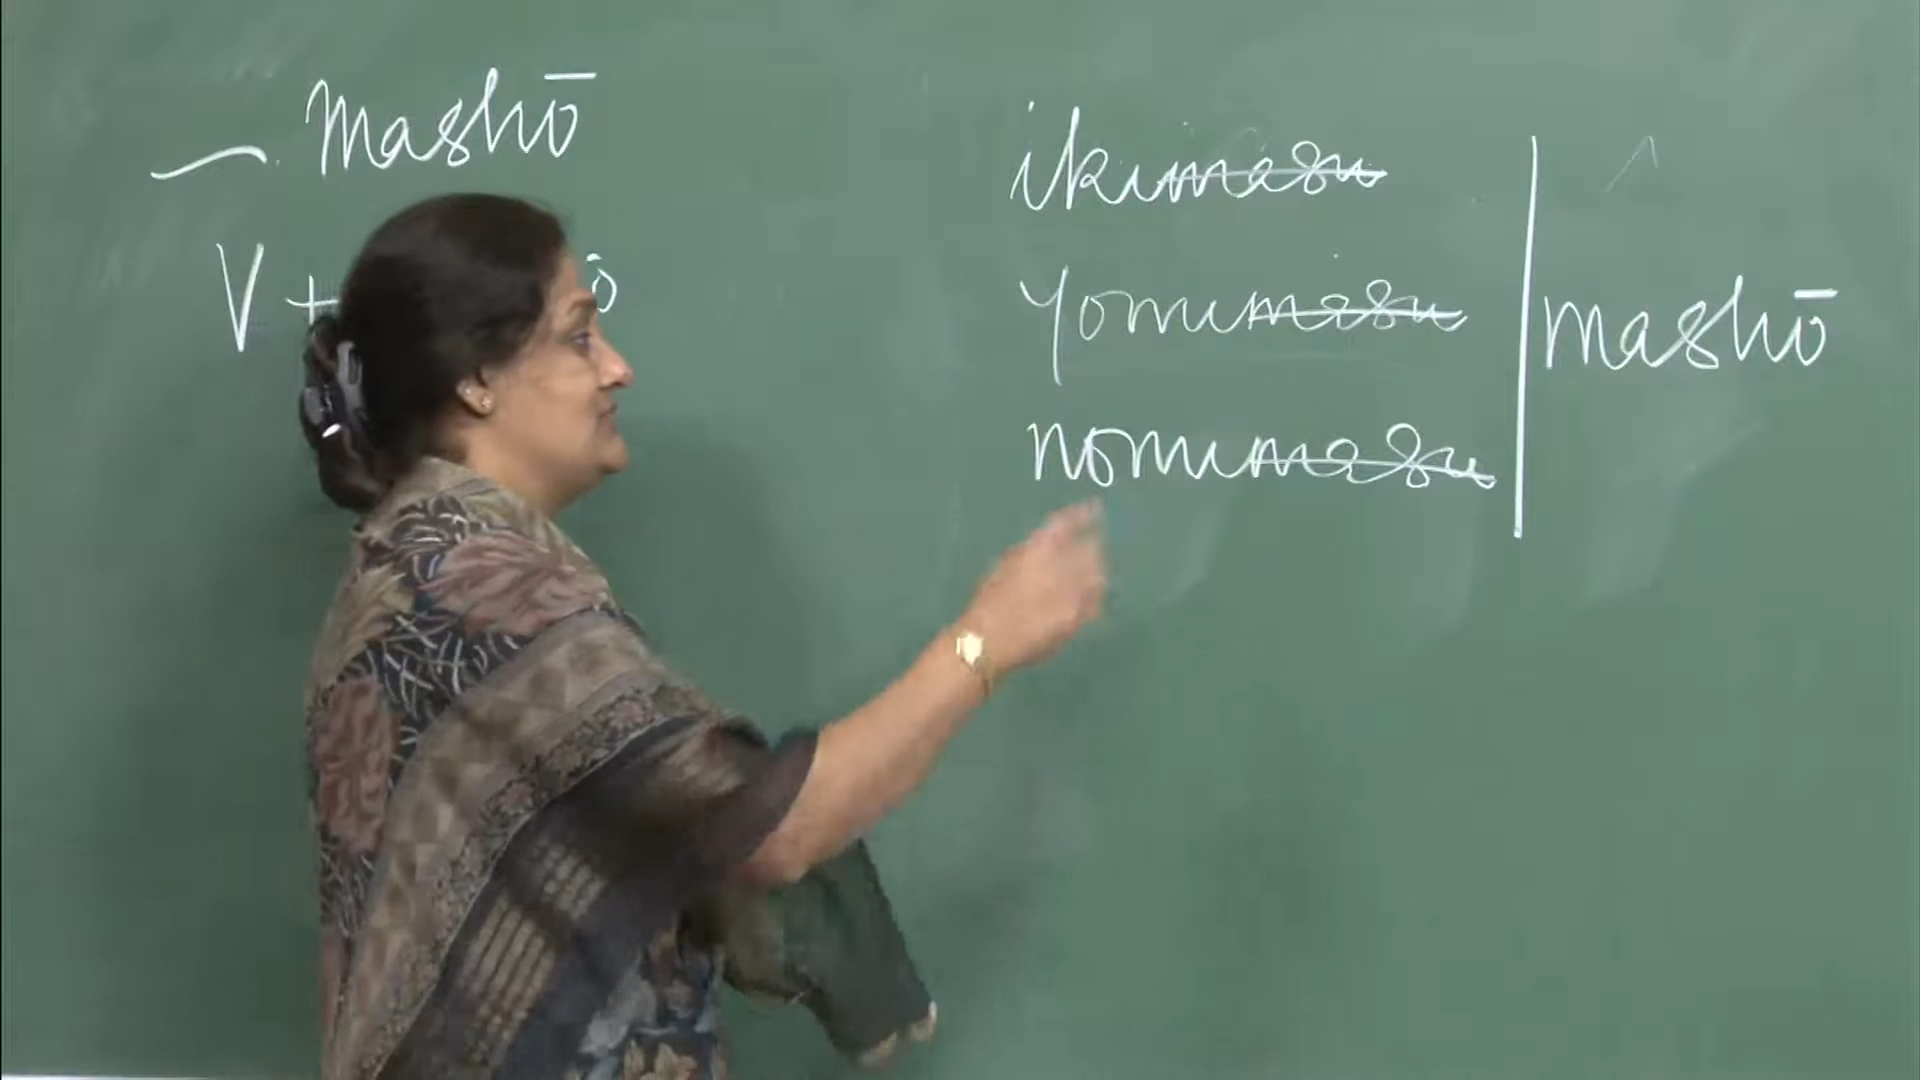 ~ mashō
V +
ikimasu
yomimasu
nomimasu
mashō